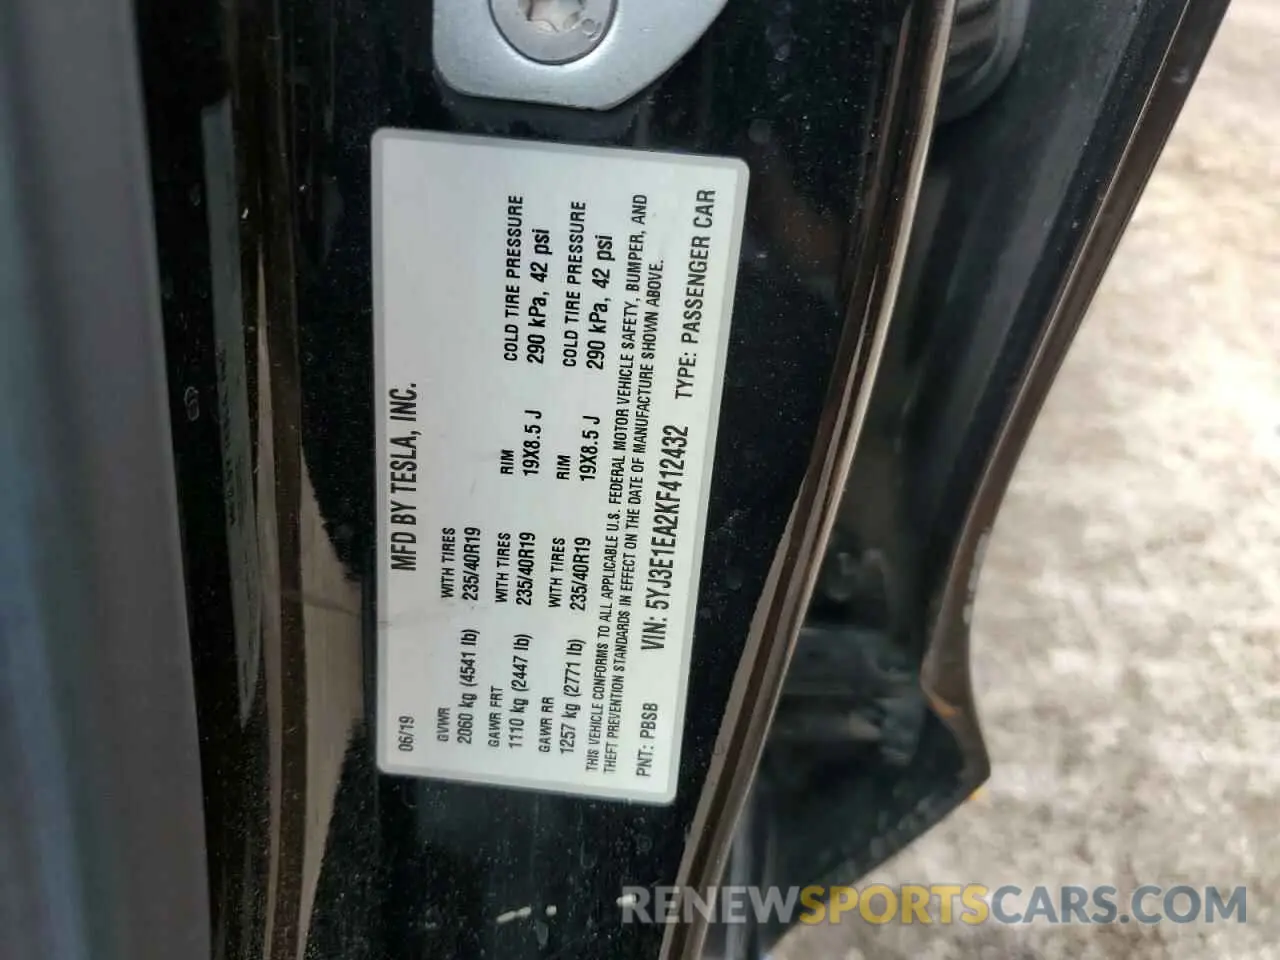 MFD BY TESLA, INC.
06/19
GVWR WITH TIRES
2060 kg (4541 lb) 235/40R19
GAWR FRT WITH TIRES RIM COLD TIRE PRESSURE
1110 kg (2447 lb) 235/40R19 19X8.5 J 290 kPa, 42 psi
GAWR RR WITH TIRES RIM COLD TIRE PRESSURE
1257 kg (2771 lb) 235/40R19 19X8.5 J 290 kPa, 42 psi
THIS VEHICLE CONFORMS TO ALL APPLICABLE U.S. FEDERAL MOTOR VEHICLE SAFETY, BUMPER, AND
THEFT PREVENTION STANDARDS IN EFFECT ON THE DATE OF MANUFACTURE SHOWN ABOVE.
PNT: PBSB VIN: 5YJ3E1EA2KF412432 TYPE: PASSENGER CAR
RENEWSPORTSCARS.COM